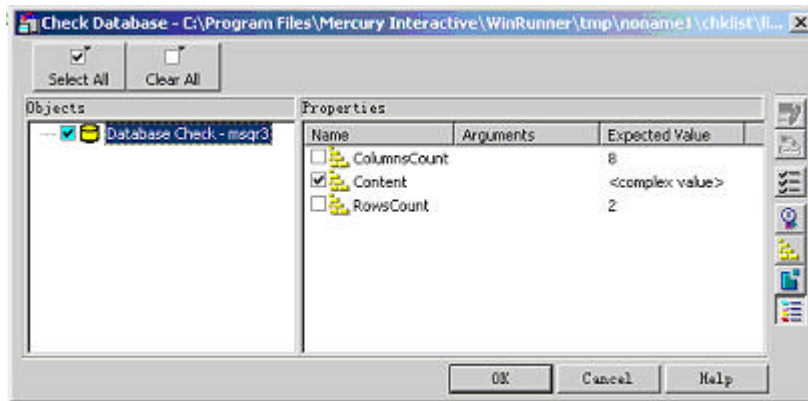 Check Database - C:\Program Files\Mercury Interactive\WinRunner\tmp\noname1\chklist\li...
Select All Clear All
Objects Properties
Database Check - msqr3
Name Arguments Expected Value
ColumnsCount 8
Content <complex value>
RowsCount 2
OK Cancel Help